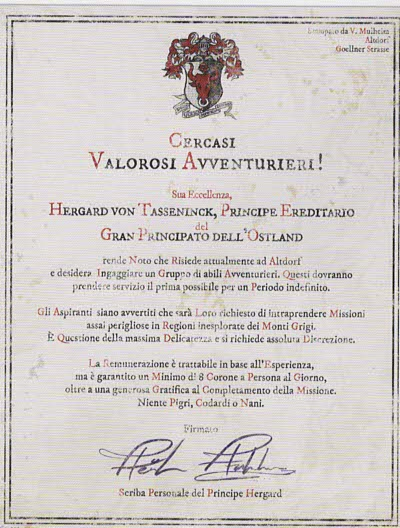 Stampato da V. Mulheim
Altdorf
Goellner Strasse
Cercasi
Valorosi Avventurieri!
Sua Eccellenza,
Hergard von Tasseninck, Principe Ereditario
del
Gran Principato dell'Ostland
rende Noto che Risiede attualmente ad Altdorf
e desidera Ingaggiare un Gruppo di abili Avventurieri. Questi dovranno
prendere servizio il prima possibile per un Periodo indefinito.
Gli Aspiranti siano avvertiti che sarà Loro richiesto di intraprendere Missioni
assai perigliose in Regioni inesplorate dei Monti Grigi.
È Questione della massima Delicatezza e si richiede assoluta Discrezione.
La Remunerazione è trattabile in base all'Esperienza,
ma è garantito un Minimo di 8 Corone a Persona al Giorno,
oltre a una generosa Gratifica al Completamento della Missione.
Niente Pigri, Codardi o Nani.
Firmato
Scriba Personale del Principe Hergard